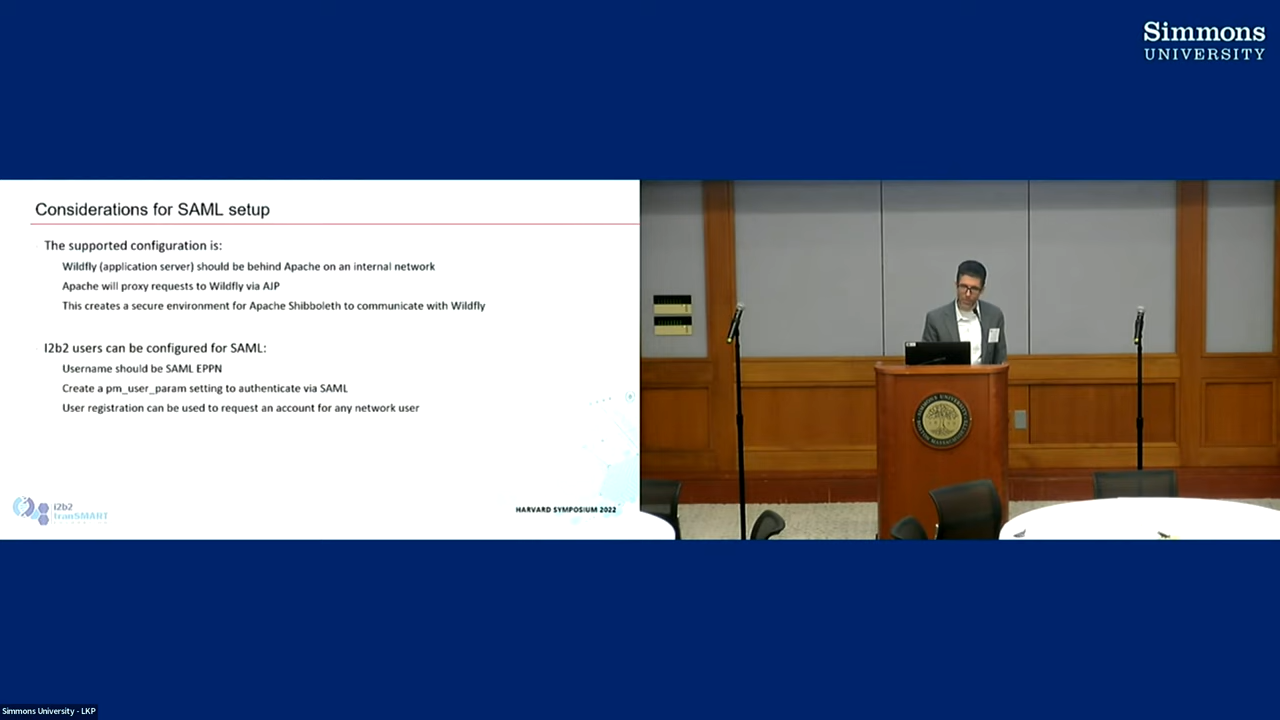 Simmons
UNIVERSITY
Considerations for SAML setup
The supported configuration is:
Wildfly (application server) should be behind Apache on an internal network
Apache will proxy requests to Wildfly via AJP
This creates a secure environment for Apache Shibboleth to communicate with Wildfly
I2b2 users can be configured for SAML:
Username should be SAML EPPN
Create a pm_user_param setting to authenticate via SAML
User registration can be used to request an account for any network user
i2b2
tranSMART
HARVARD SYMPOSIUM 2022
Simmons University - LKP